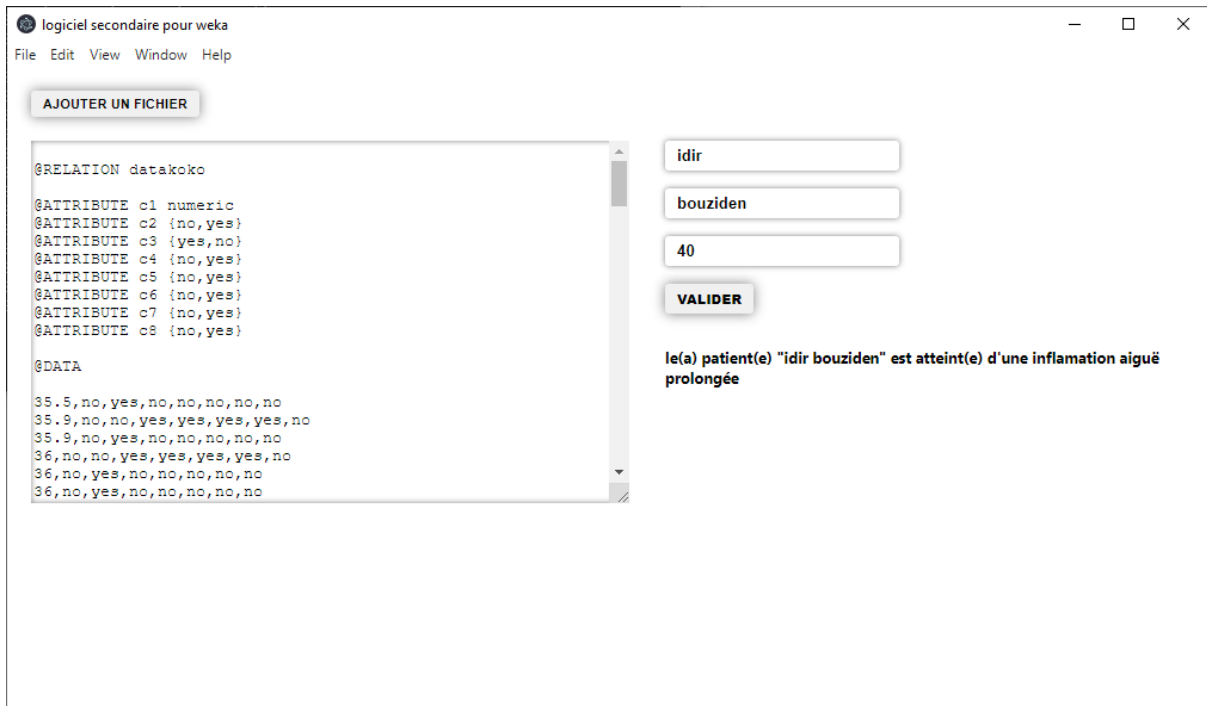 logiciel secondaire pour weka
File Edit View Window Help
AJOUTER UN FICHIER
@RELATION datakoko
@ATTRIBUTE c1 numeric
@ATTRIBUTE c2 {no,yes}
@ATTRIBUTE c3 {yes,no}
@ATTRIBUTE c4 {no,yes}
@ATTRIBUTE c5 {no,yes}
@ATTRIBUTE c6 {no,yes}
@ATTRIBUTE c7 {no,yes}
@ATTRIBUTE c8 {no,yes}
@DATA
35.5,no,yes,no,no,no,no,no
35.9,no,no,yes,yes,yes,yes,no
35.9,no,yes,no,no,no,no,no
36,no,no,yes,yes,yes,yes,no
36,no,yes,no,no,no,no,no
36,no,yes,no,no,no,no,no
idir
bouziden
40
VALIDER
le(a) patient(e) "idir bouziden" est atteint(e) d'une inflamation aiguë
prolongée